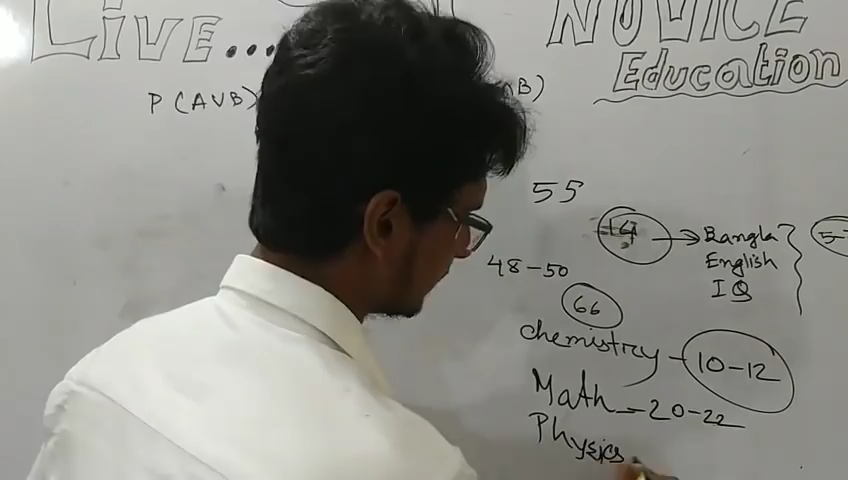 LIVE... NOVICE
Education
P(AUB) B)
55
14 → Bangla
English
IQ
48-50
66
chemistry - 10-12
Math - 20-22
Physics